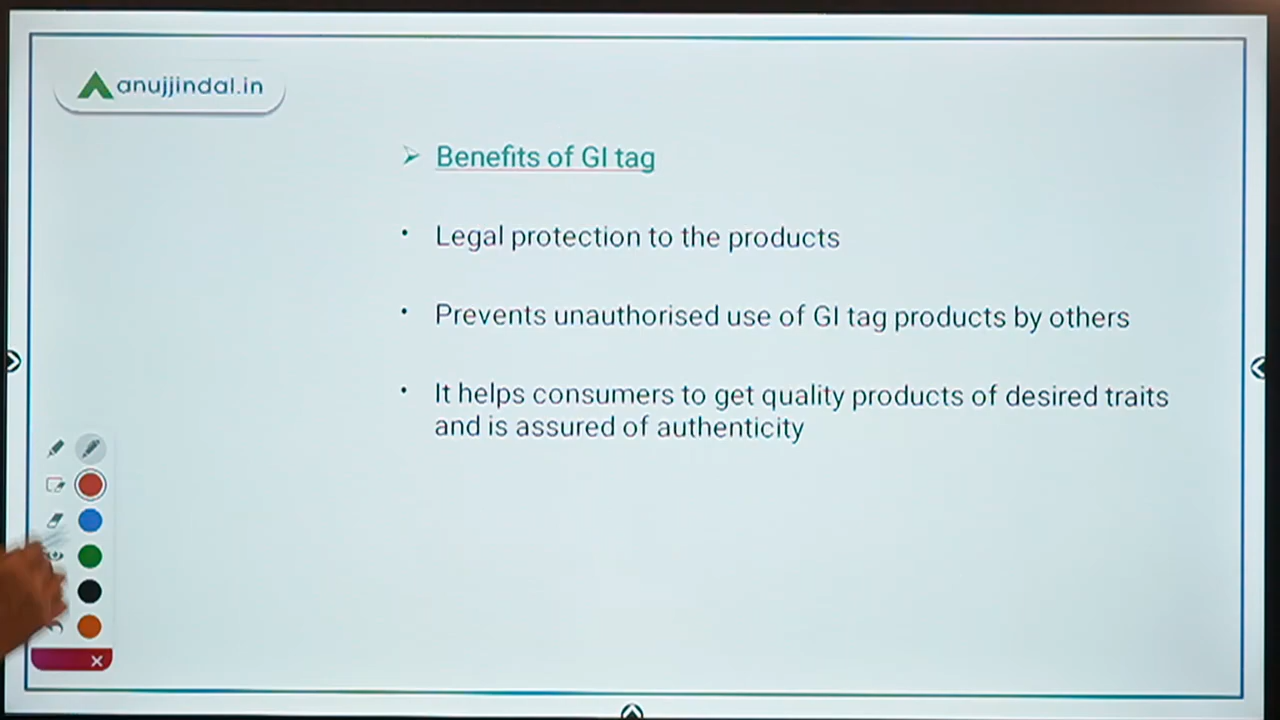 anujjindal.in
Benefits of GI tag
Legal protection to the products
Prevents unauthorised use of GI tag products by others
It helps consumers to get quality products of desired traits
and is assured of authenticity